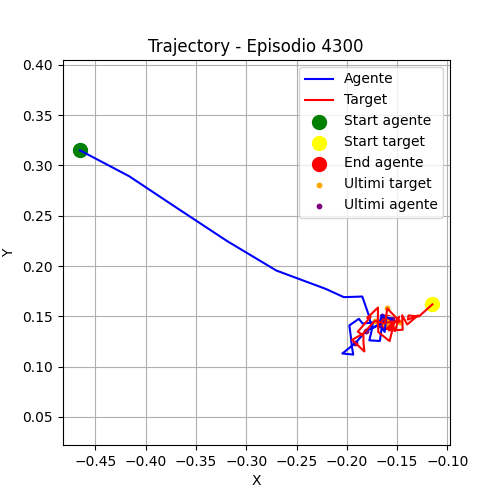 Trajectory - Episodio 4300
Agente
Target
Start agente
Start target
End agente
Ultimi target
Ultimi agente
Y
0.40
0.35
0.30
0.25
0.20
0.15
0.10
0.05
−0.45 −0.40 −0.35 −0.30 −0.25 −0.20 −0.15 −0.10
X